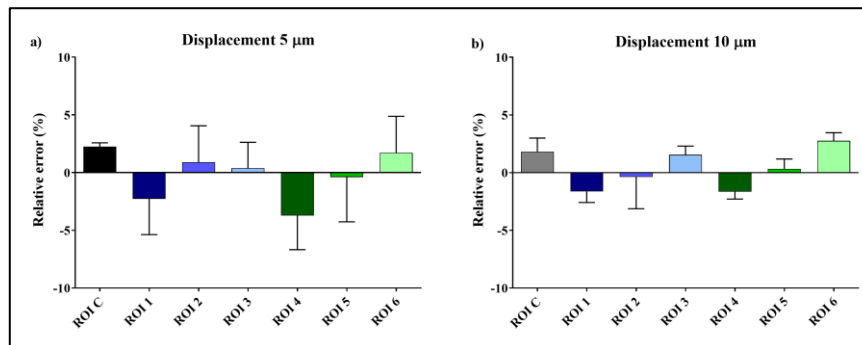 a)
Displacement 5 μm
Relative error (%)
10
5
0
-5
-10
ROI C
ROI 1
ROI 2
ROI 3
ROI 4
ROI 5
ROI 6
b)
Displacement 10 μm
Relative error (%)
10
5
0
-5
-10
ROI C
ROI 1
ROI 2
ROI 3
ROI 4
ROI 5
ROI 6